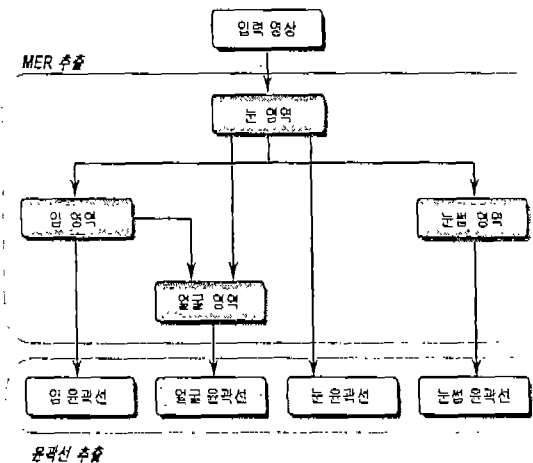 입력 영상
MER 추출
눈 영역
입 영역
눈썹 영역
얼굴 영역
입 윤곽선
얼굴 윤곽선
눈 윤곽선
눈썹 윤곽선
윤곽선 추출